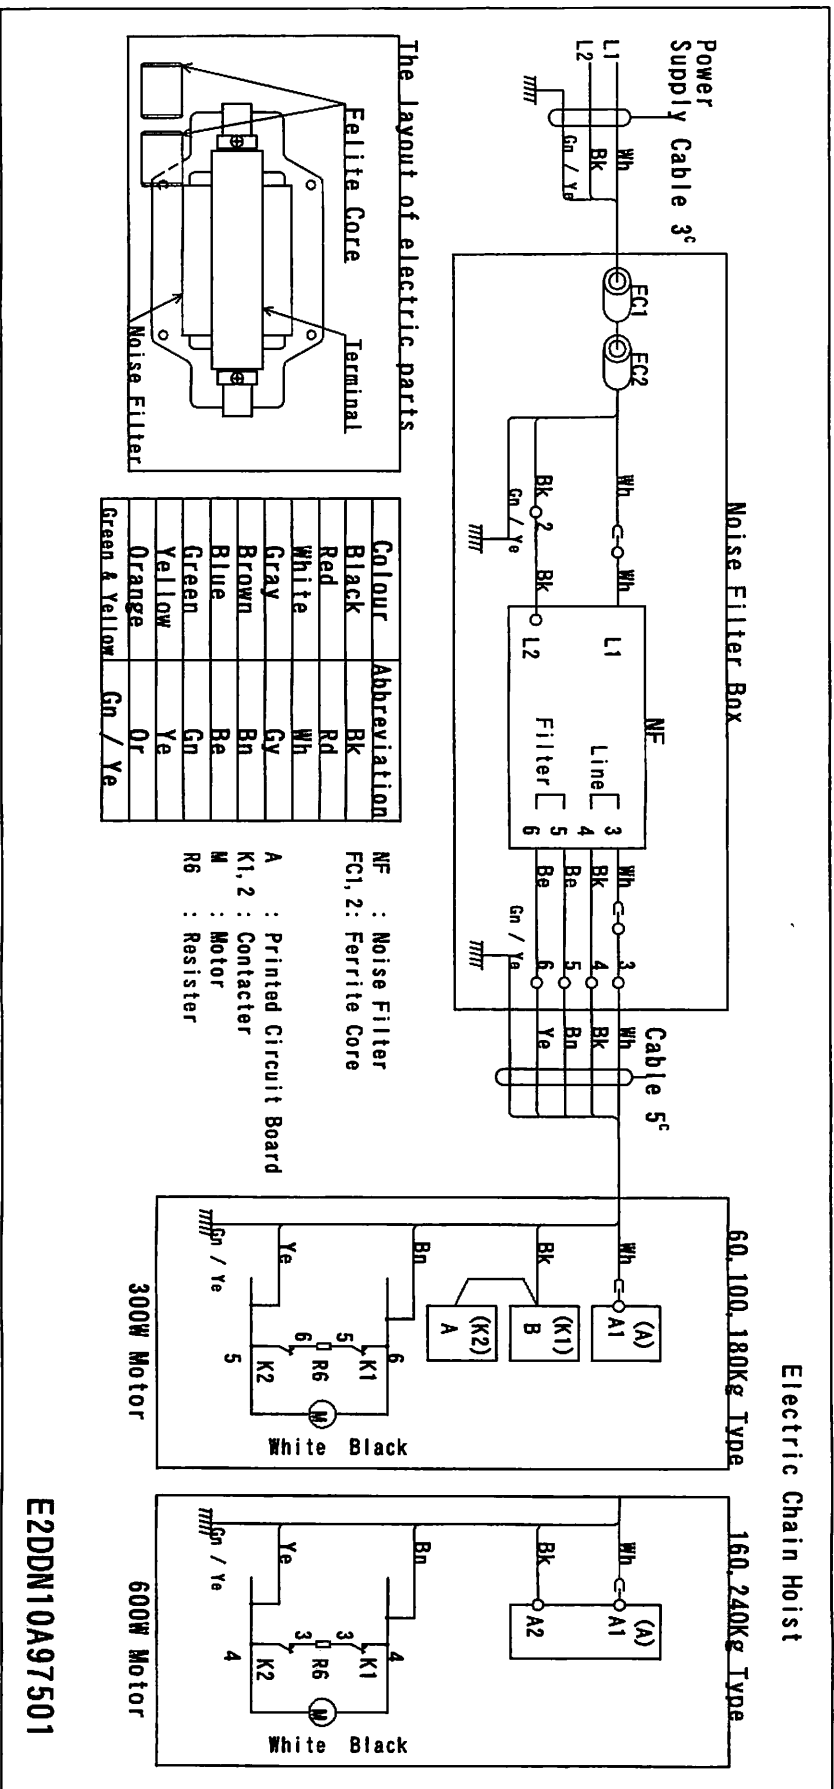 Electric Chain Hoist
Power
Supply Cable 3c
L1
L2
Wh
Bk
Gn / Ye
Noise Filter Box
FC1
FC2
Wh
Wh
Bk
2
Bk
Gn / Ye
NF
L1
L2
Line
Filter
3
4
5
6
Wh
Bk
Be
Be
Gn / Ye
3
4
5
6
Wh
Bk
Bn
Ye
Cable 5c
60, 100, 180Kg Type
Wh
(A)
A1
Bk
(K1)
B
(K2)
A
Bn
Ye
Gn / Ye
6
K1
5
R6
6
K2
5
M
Black
White
300W Motor
160, 240Kg Type
Wh
(A)
A1
Bk
A2
Bn
Ye
Gn / Ye
4
K1
3
R6
3
K2
4
M
Black
White
600W Motor
The layout of electric parts
Felite Core
Terminal
Noise Filter
Colour Abbreviation
Black Bk
Red Rd
White Wh
Gray Gy
Brown Bn
Blue Be
Green Gn
Yellow Ye
Orange Or
Green & Yellow Gn / Ye
NF : Noise Filter
FC1, 2: Ferrite Core
A : Printed Circuit Board
K1, 2 : Contacter
M : Motor
R6 : Resister
E2DDN10A97501